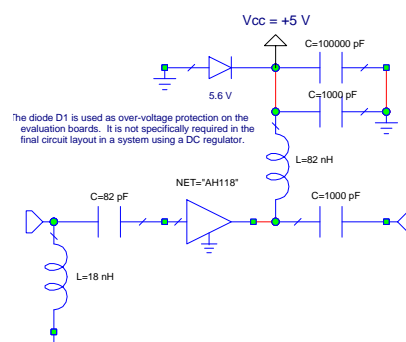 Vcc = +5 V
C=100000 pF
5.6 V
C=1000 pF
The diode D1 is used as over-voltage protection on the
evaluation boards. It is not specifically required in the
final circuit layout in a system using a DC regulator.
L=82 nH
NET="AH118"
C=82 pF
C=1000 pF
L=18 nH